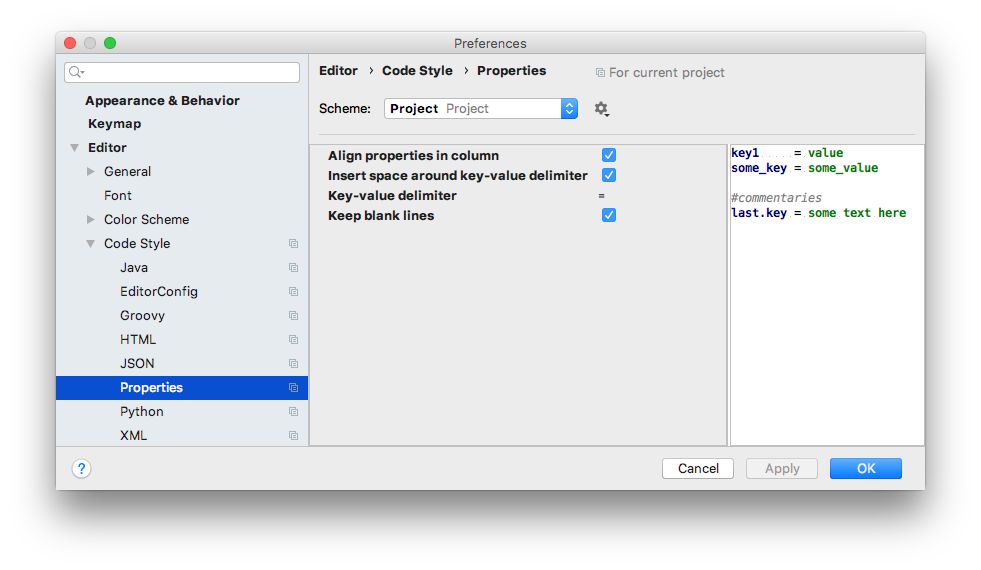 Preferences
Appearance & Behavior
Keymap
Editor
General
Font
Color Scheme
Code Style
Java
EditorConfig
Groovy
HTML
JSON
Properties
Python
XML
Editor › Code Style › Properties
For current project
Scheme: Project Project
Align properties in column
Insert space around key-value delimiter
Key-value delimiter =
Keep blank lines
key1 = value
some_key = some_value
#commentaries
last.key = some text here
?
Cancel
Apply
OK